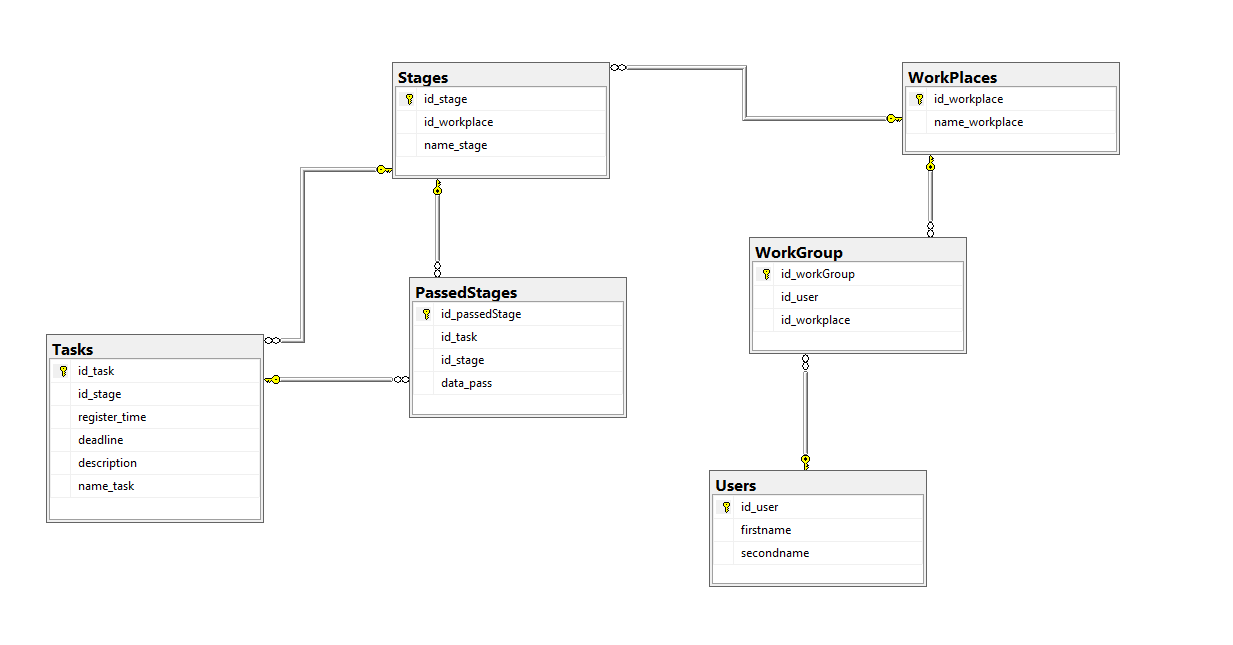 Stages
id_stage
id_workplace
name_stage
WorkPlaces
id_workplace
name_workplace
WorkGroup
id_workGroup
id_user
id_workplace
PassedStages
id_passedStage
id_task
id_stage
data_pass
Tasks
id_task
id_stage
register_time
deadline
description
name_task
Users
id_user
firstname
secondname